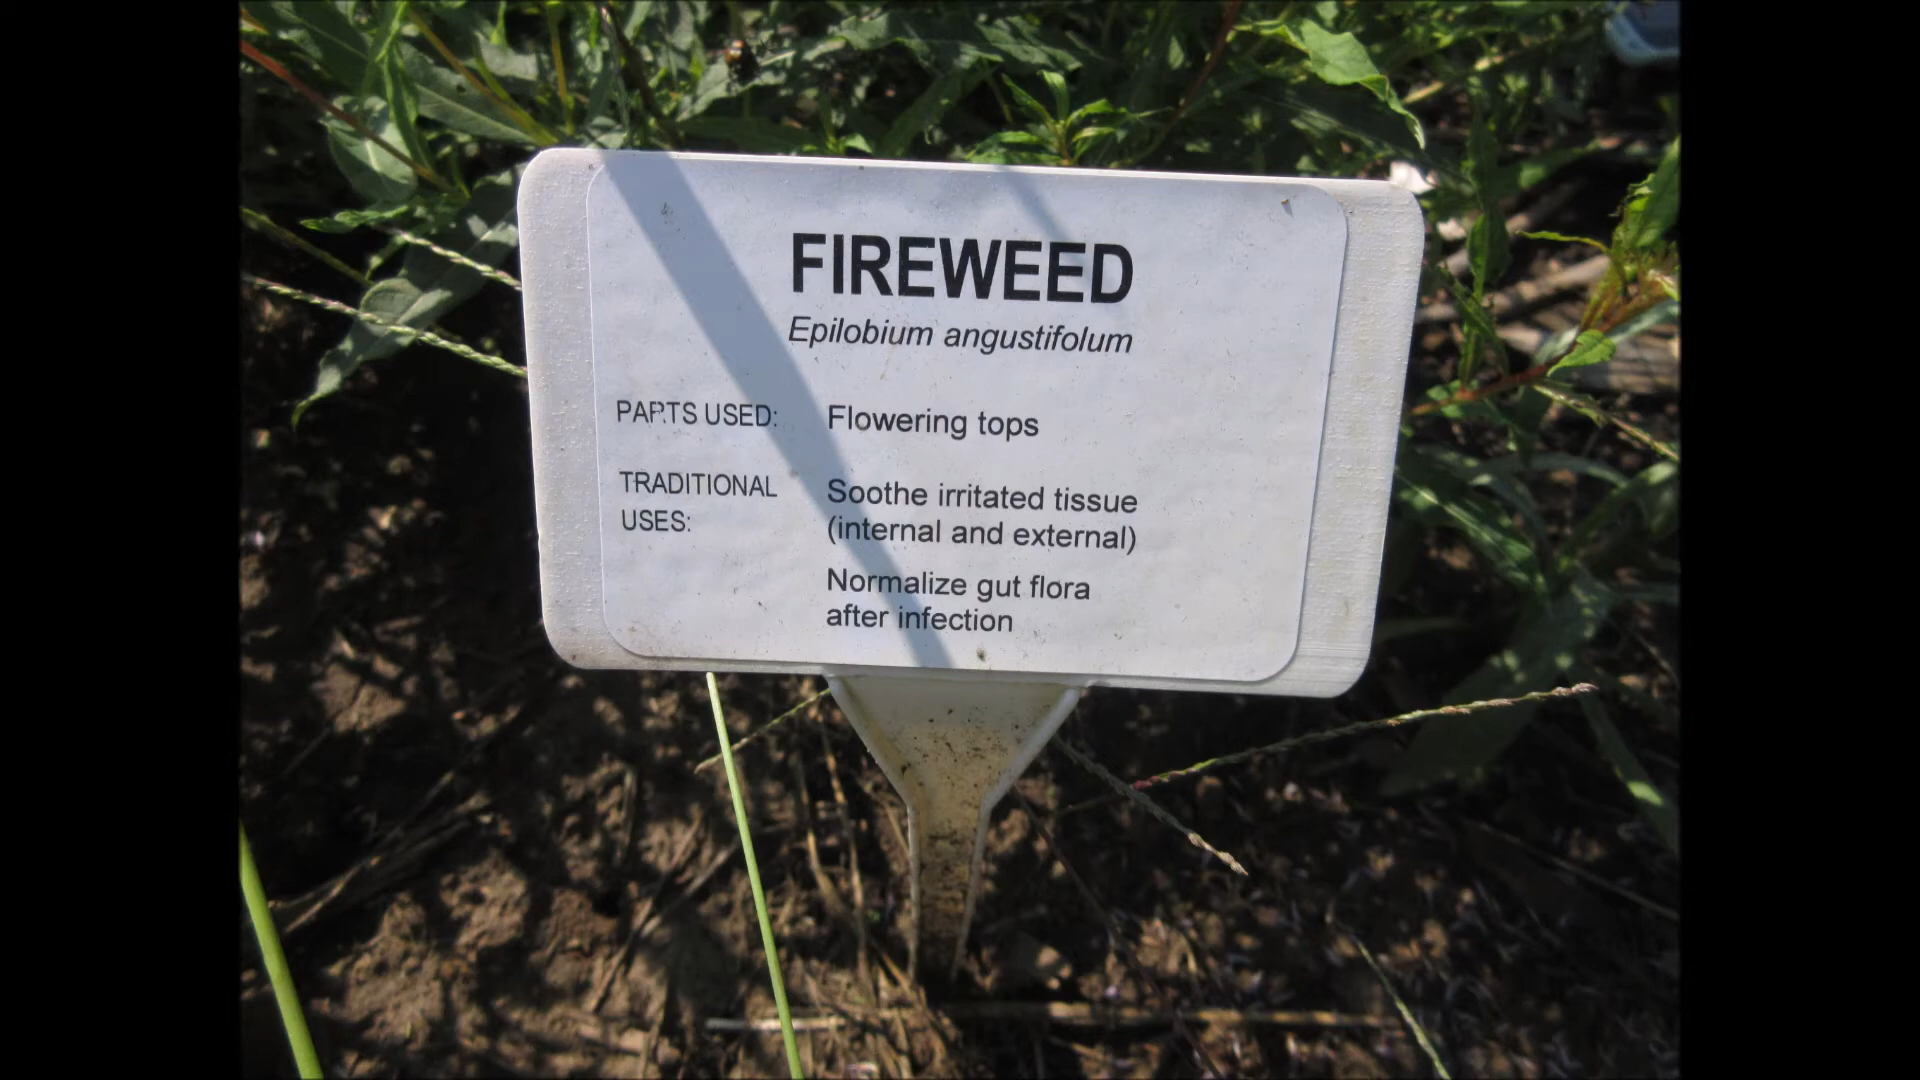 FIREWEED
Epilobium angustifolum
PARTS USED: Flowering tops
TRADITIONAL USES: Soothe irritated tissue
(internal and external)
Normalize gut flora
after infection